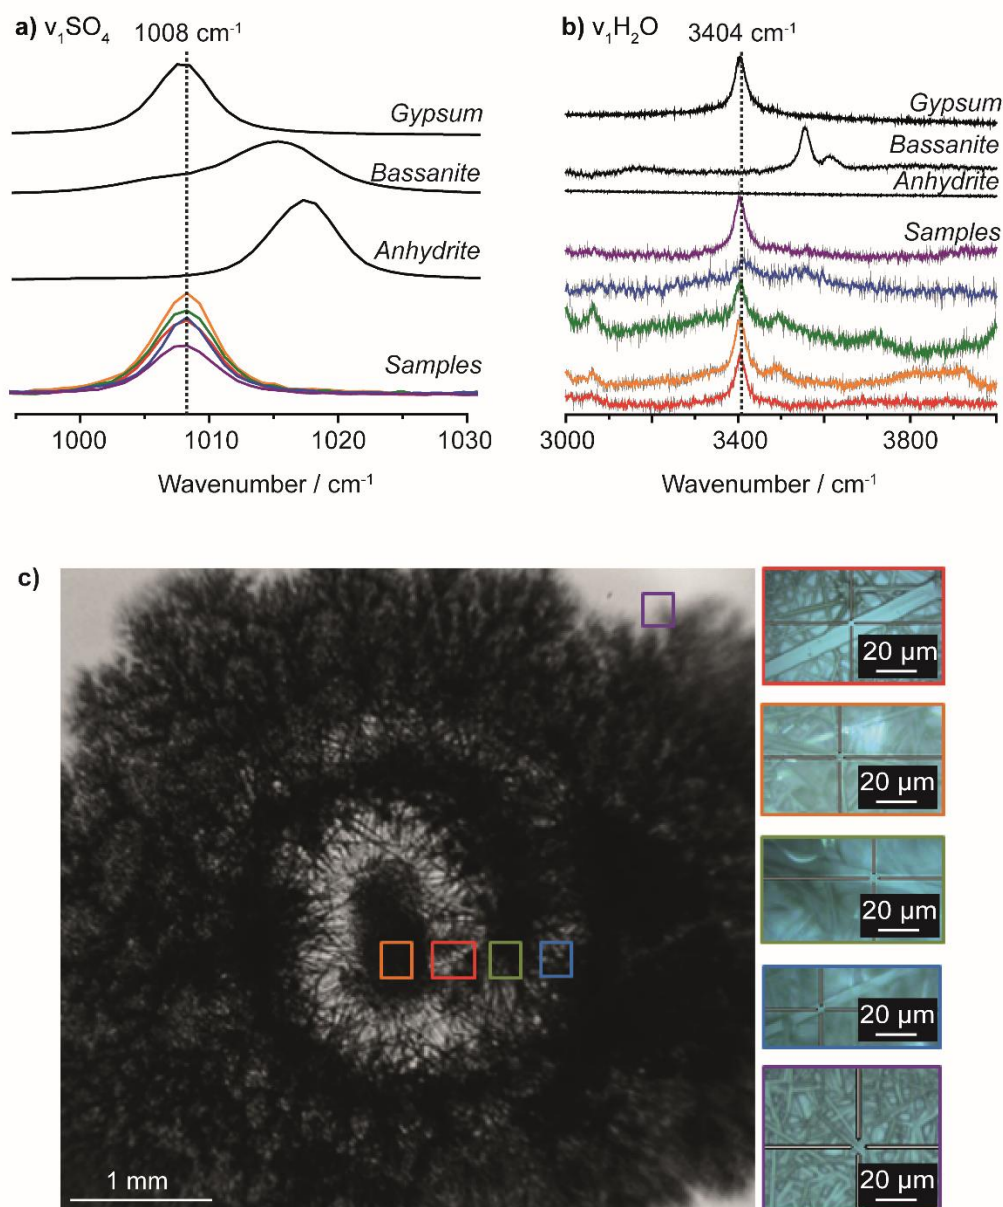 a) ν₁SO₄ 1008 cm⁻¹
Gypsum
Bassanite
Anhydrite
Samples
1000 1010 1020 1030
Wavenumber / cm⁻¹
b) ν₁H₂O 3404 cm⁻¹
Gypsum
Bassanite
Anhydrite
Samples
3000 3400 3800
Wavenumber / cm⁻¹
c)
1 mm
20 µm
20 µm
20 µm
20 µm
20 µm